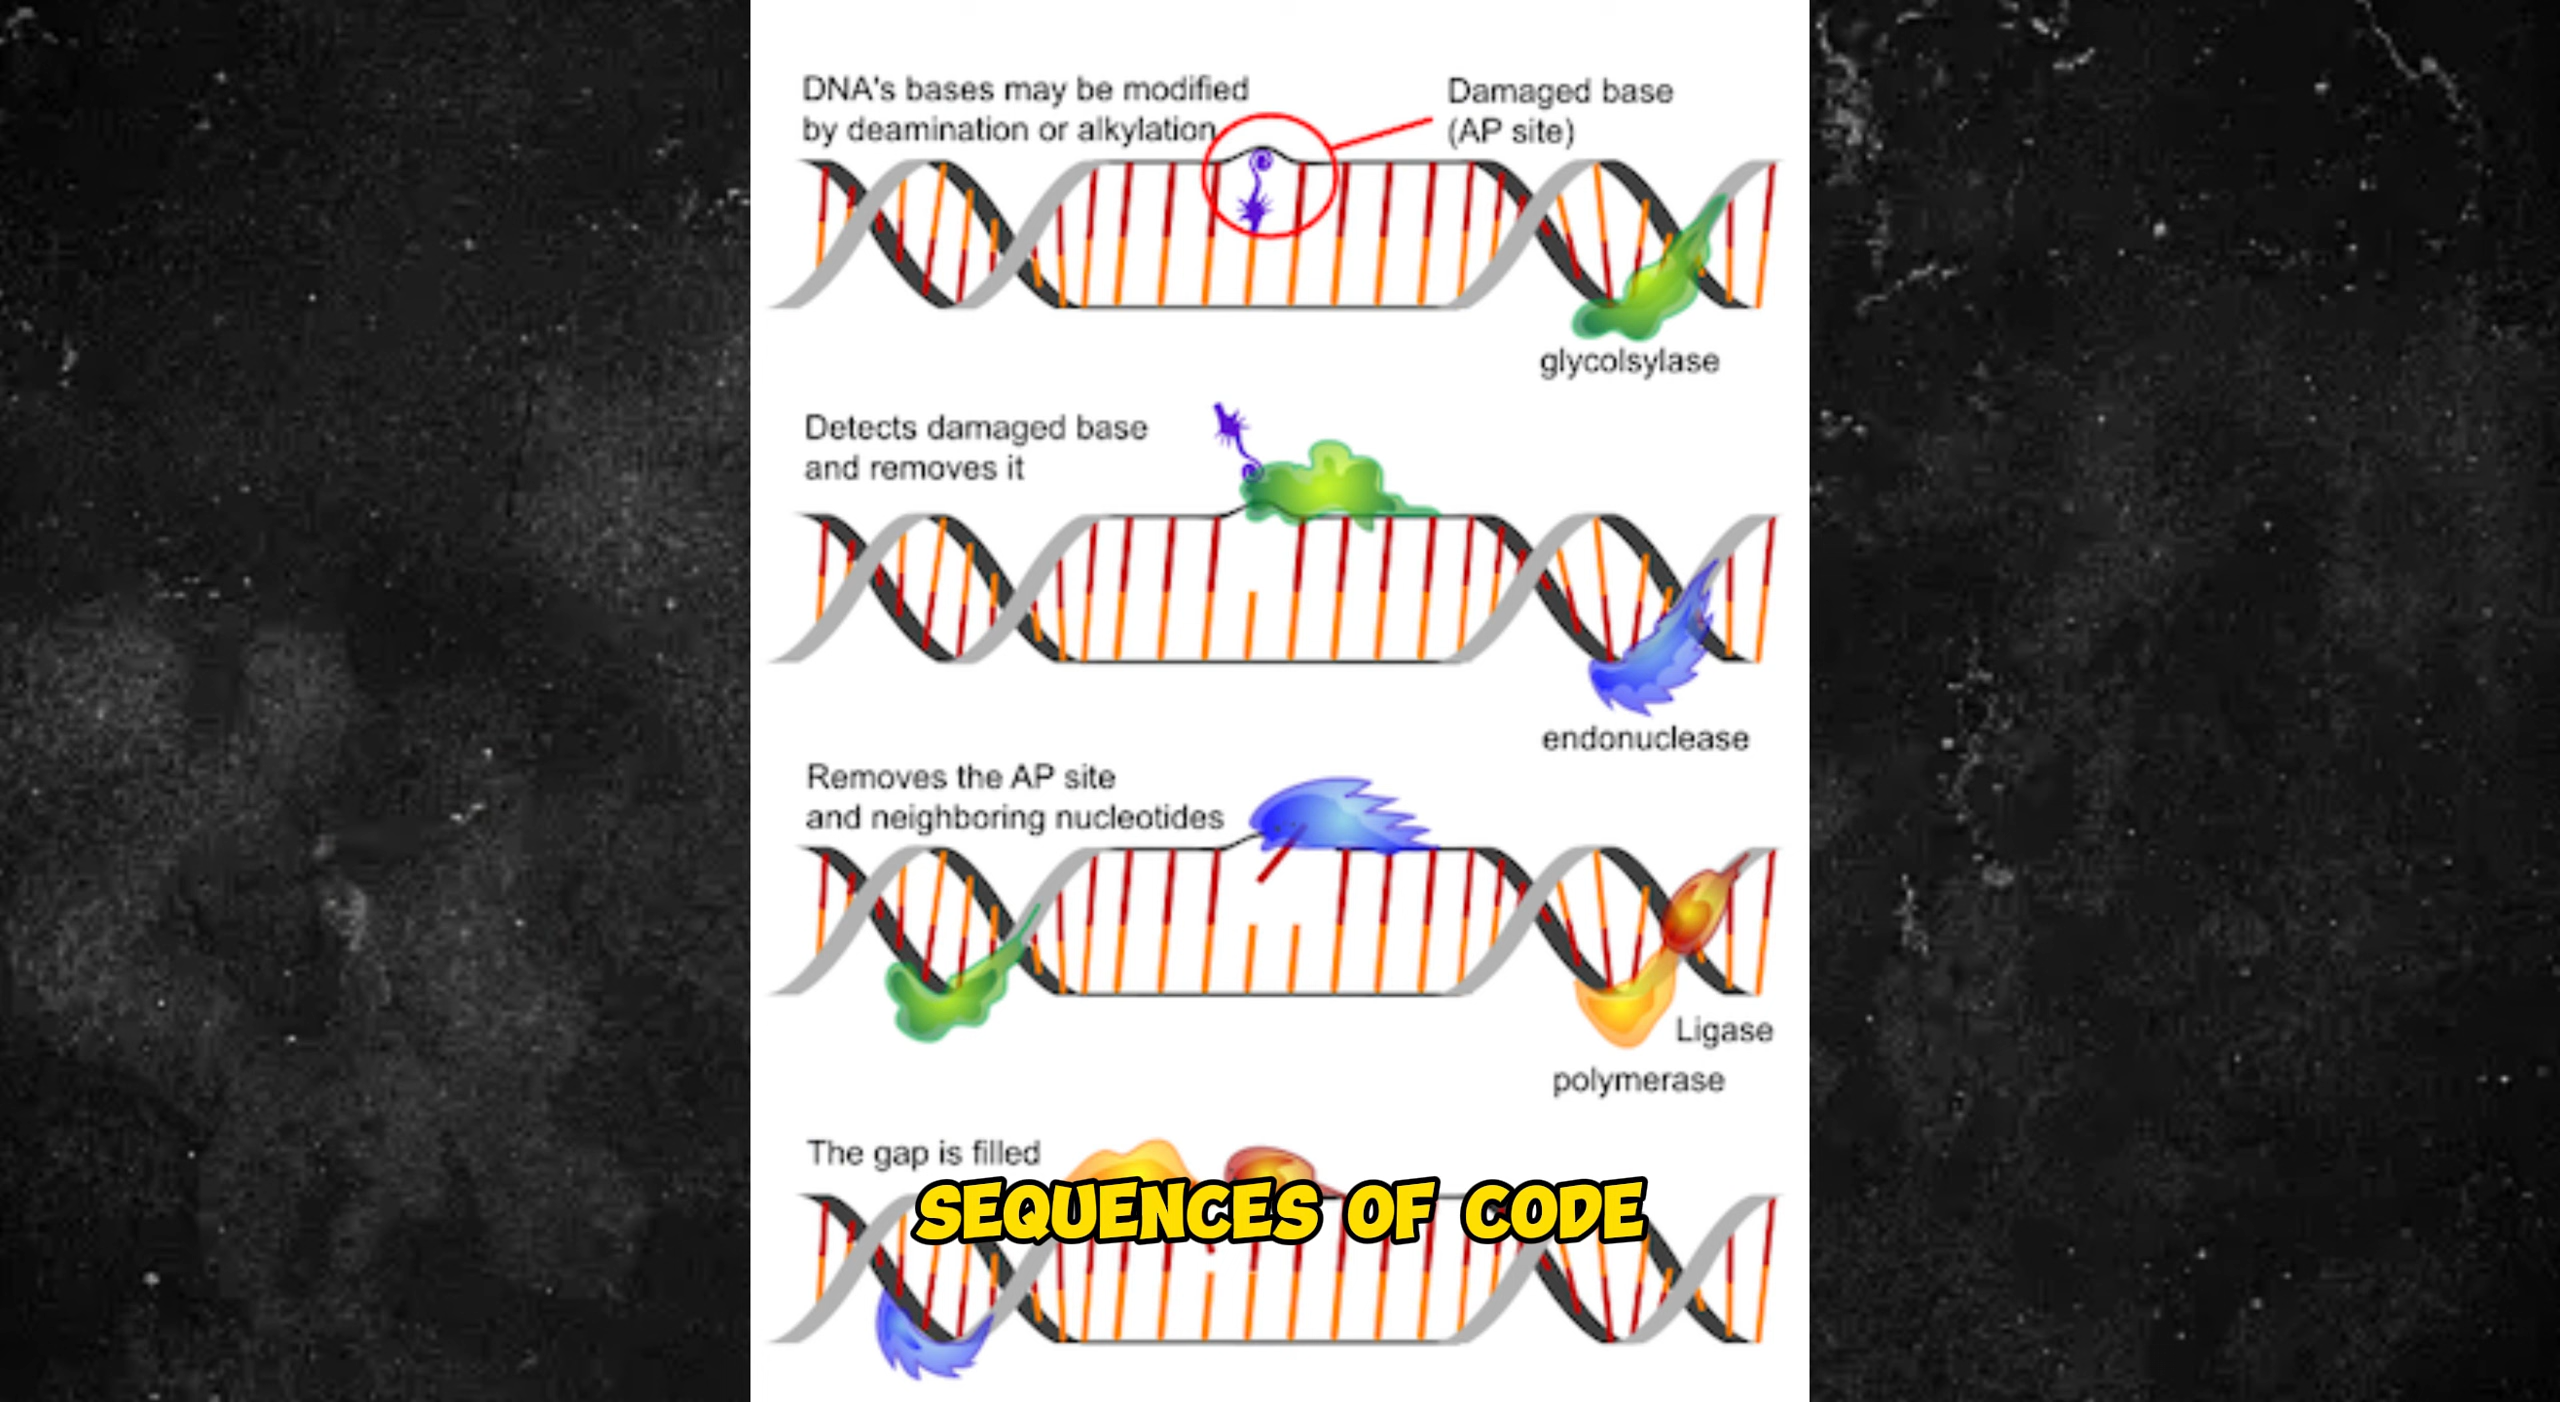 DNA's bases may be modified
by deamination or alkylation
Damaged base
(AP site)
glycolsylase
Detects damaged base
and removes it
endonuclease
Removes the AP site
and neighboring nucleotides
Ligase
polymerase
The gap is filled
SEQUENCES OF CODE